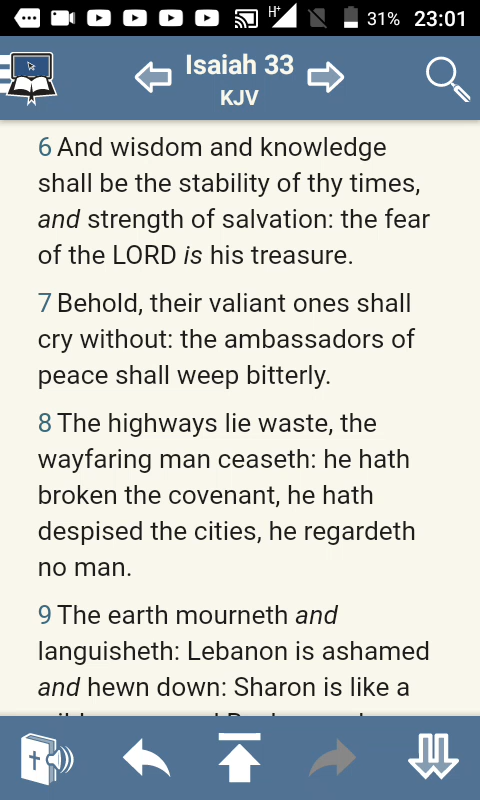 H+ 31% 23:01
Isaiah 33
KJV
6 And wisdom and knowledge
shall be the stability of thy times,
and strength of salvation: the fear
of the LORD is his treasure.
7 Behold, their valiant ones shall
cry without: the ambassadors of
peace shall weep bitterly.
8 The highways lie waste, the
wayfaring man ceaseth: he hath
broken the covenant, he hath
despised the cities, he regardeth
no man.
9 The earth mourneth and
languisheth: Lebanon is ashamed
and hewn down: Sharon is like a